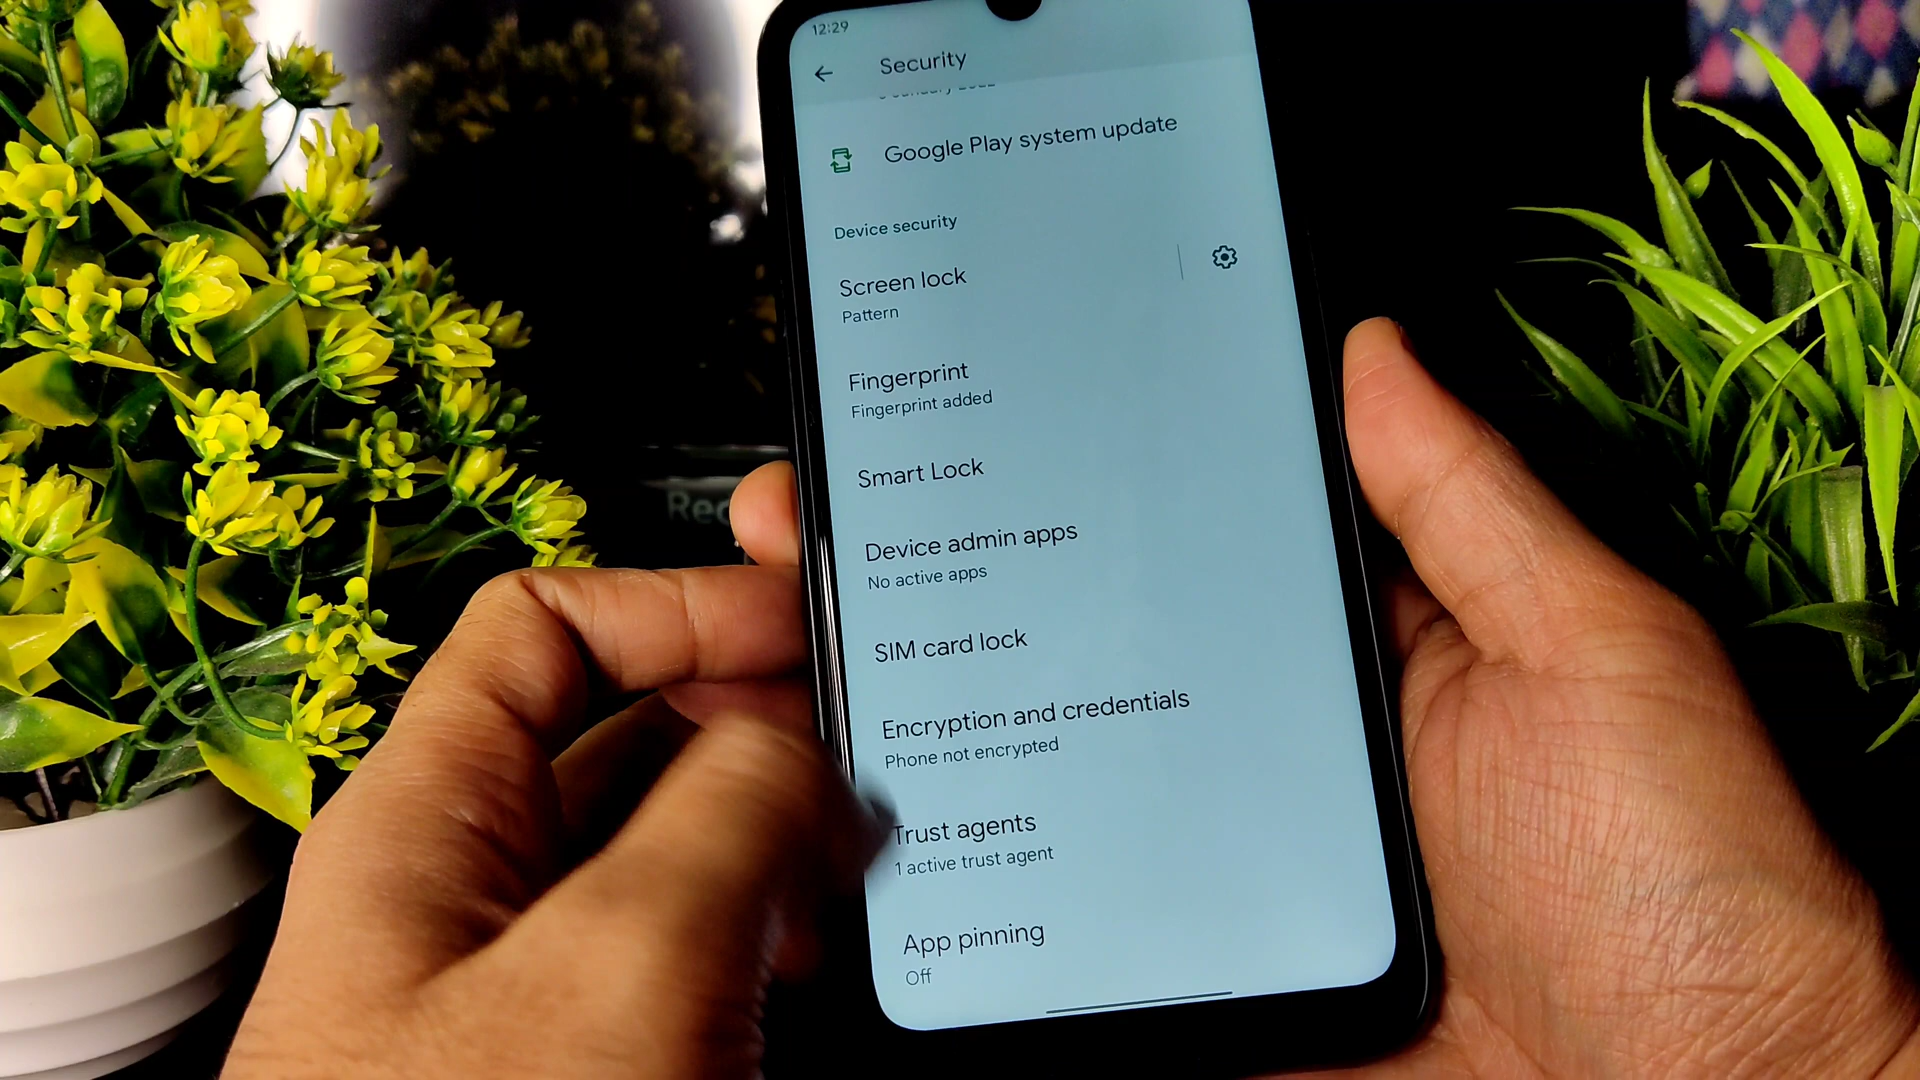 12:29
Security
Google Play system update
Device security
Screen lock
Pattern
Fingerprint
Fingerprint added
Smart Lock
Device admin apps
No active apps
SIM card lock
Encryption and credentials
Phone not encrypted
Trust agents
1 active trust agent
App pinning
Off